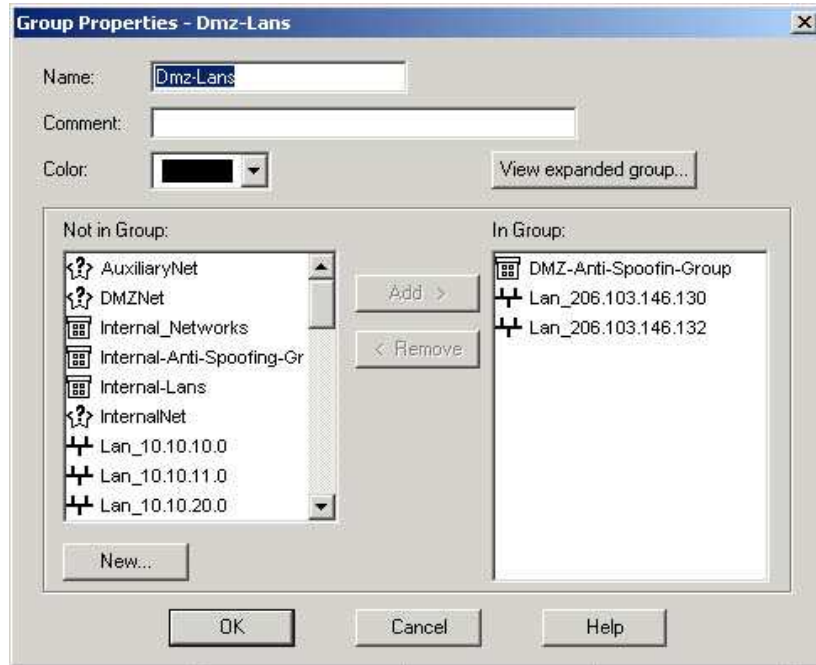 Group Properties - Dmz-Lans
Name: Dmz-Lans
Comment:
Color:
View expanded group...
Not in Group:
AuxiliaryNet
DMZNet
Internal_Networks
Internal-Anti-Spoofing-Gr
Internal-Lans
InternalNet
Lan_10.10.10.0
Lan_10.10.11.0
Lan_10.10.20.0
Add >
< Remove
In Group:
DMZ-Anti-Spoofin-Group
Lan_206.103.146.130
Lan_206.103.146.132
New...
OK
Cancel
Help